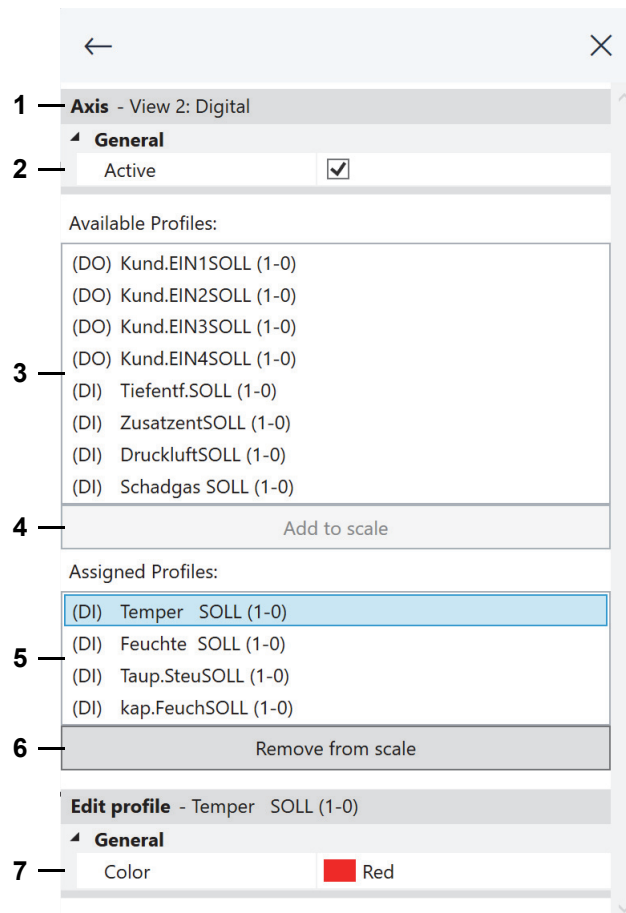 1 Axis - View 2: Digital
General
2 Active
Available Profiles:
(DO) Kund.EIN1SOLL (1-0)
(DO) Kund.EIN2SOLL (1-0)
(DO) Kund.EIN3SOLL (1-0)
(DO) Kund.EIN4SOLL (1-0)
3
(DI) Tiefentf.SOLL (1-0)
(DI) ZusatzentSOLL (1-0)
(DI) DruckluftSOLL (1-0)
(DI) Schadgas SOLL (1-0)
4 Add to scale
Assigned Profiles:
(DI) Temper SOLL (1-0)
(DI) Feuchte SOLL (1-0)
5
(DI) Taup.SteuSOLL (1-0)
(DI) kap.FeuchSOLL (1-0)
6 Remove from scale
Edit profile - Temper SOLL (1-0)
General
7 Color Red